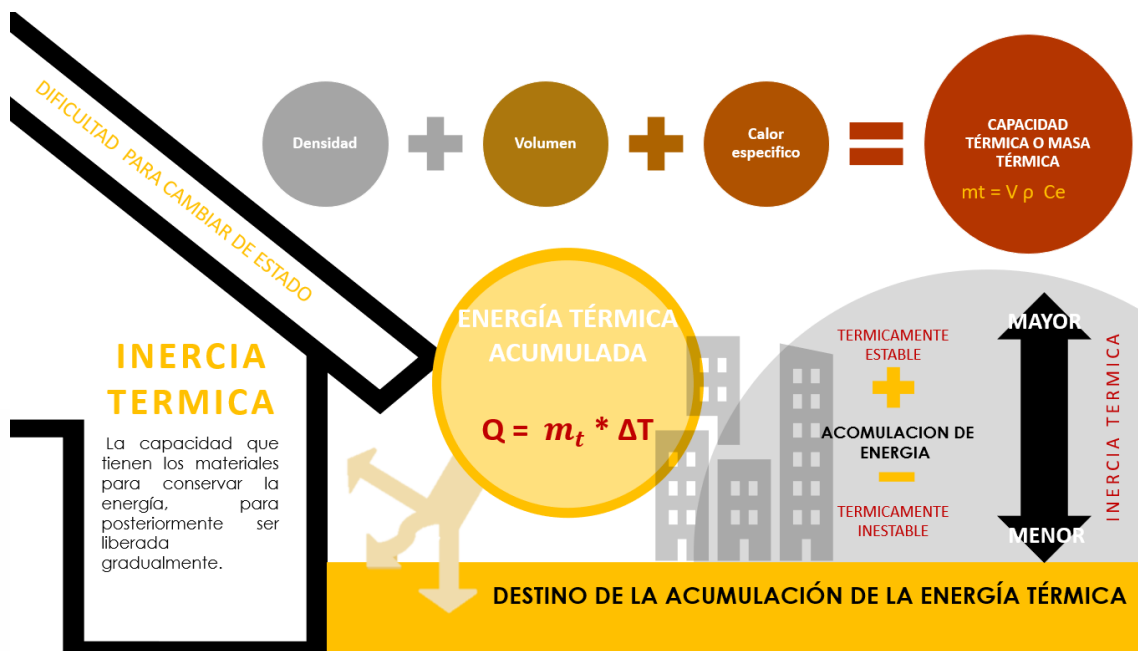 DIFICULTAD PARA CAMBIAR DE ESTADO
Densidad
Volumen
Calor
especifico
CAPACIDAD
TÉRMICA O MASA
TÉRMICA
mt = V ρ Ce
INERCIA
TERMICA
La capacidad que
tienen los materiales
para conservar la
energía, para
posteriormente ser
liberada
gradualmente.
ENERGÍA TÉRMICA
ACUMULADA
Q = mₜ * ΔT
TERMICAMENTE
ESTABLE
ACOMULACION DE
ENERGIA
TERMICAMENTE
INESTABLE
MAYOR
MENOR
INERCIA TERMICA
DESTINO DE LA ACUMULACIÓN DE LA ENERGÍA TÉRMICA